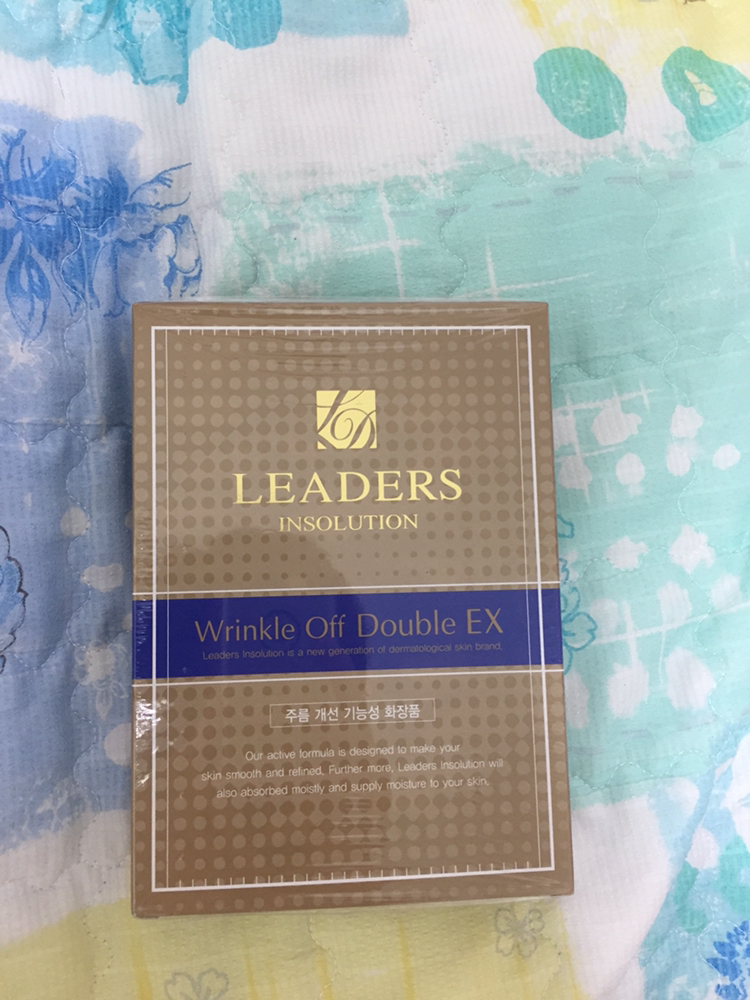 LEADERS
INSOLUTION
Wrinkle Off Double EX
Leaders Insolution is a new generation of dermatological skin brand.
주름 개선 기능성 화장품
Our active formula is designed to make your
skin smooth and refined. Further more, Leaders Insolution will
also absorbed moistly and supply moisture to your skin.